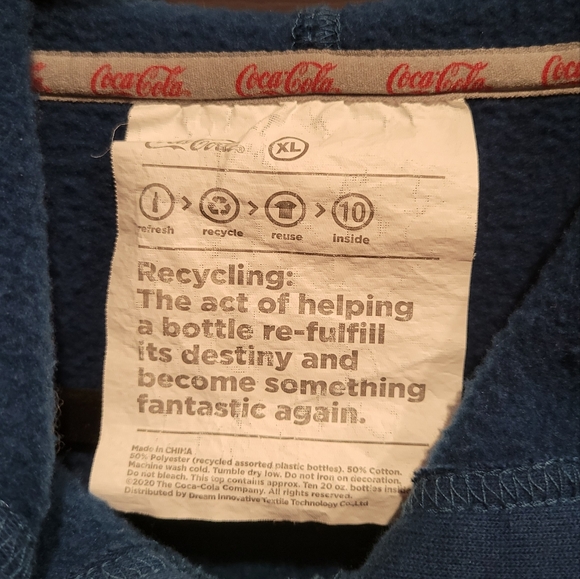 Coca-Cola Coca-Cola Coca-Cola Coca
Coca-Cola XL
refresh > recycle > reuse > 10 inside
Recycling:
The act of helping
a bottle re-fulfill
its destiny and
become something
fantastic again.
Made in CHINA
50% Polyester (recycled assorted plastic bottles). 50% Cotton.
Machine wash cold. Tumble dry low. Do not iron on decoration.
Do not bleach. This top contains approx. Ten 20 oz. bottles inside
©2020 The Coca-Cola Company. All rights reserved.
Distributed by Dream Innovative Textile Technology Co.,Ltd